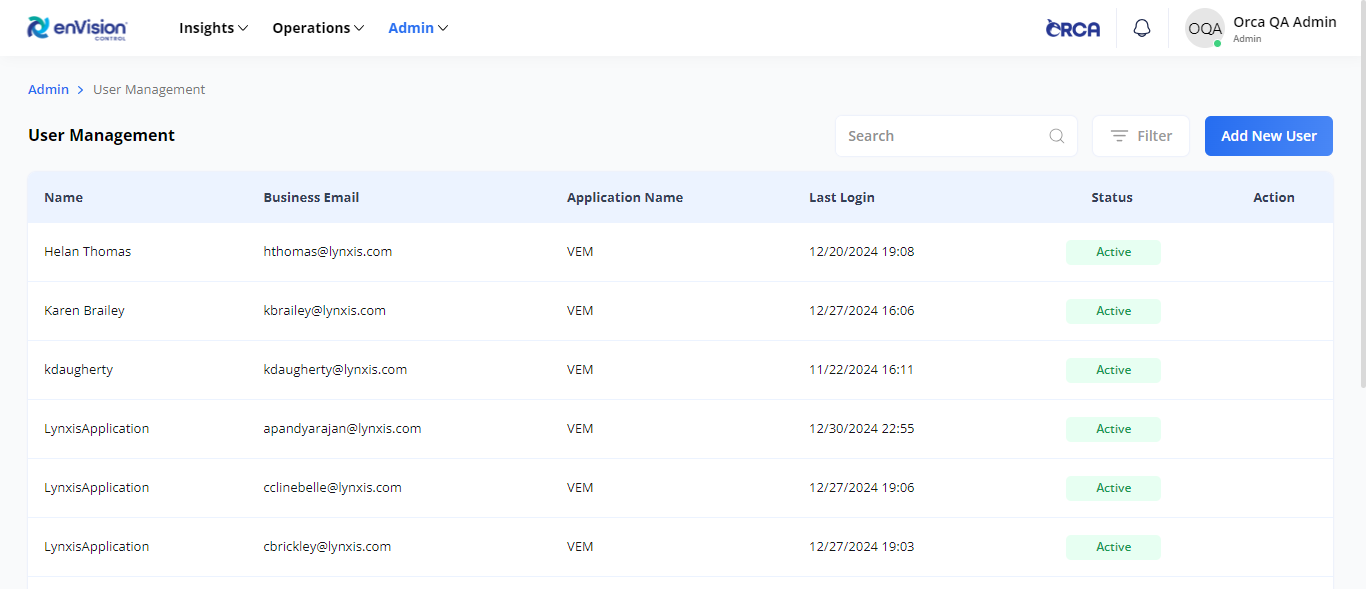 enVision CONTROL Insights Operations Admin ORCA OQA Orca QA Admin
Admin
Admin > User Management
User Management Search Filter Add New User
Name Business Email Application Name Last Login Status Action
Helan Thomas hthomas@lynxis.com VEM 12/20/2024 19:08 Active
Karen Brailey kbrailey@lynxis.com VEM 12/27/2024 16:06 Active
kdaugherty kdaugherty@lynxis.com VEM 11/22/2024 16:11 Active
LynxisApplication apandyarajan@lynxis.com VEM 12/30/2024 22:55 Active
LynxisApplication cclinebelle@lynxis.com VEM 12/27/2024 19:06 Active
LynxisApplication cbrickley@lynxis.com VEM 12/27/2024 19:03 Active